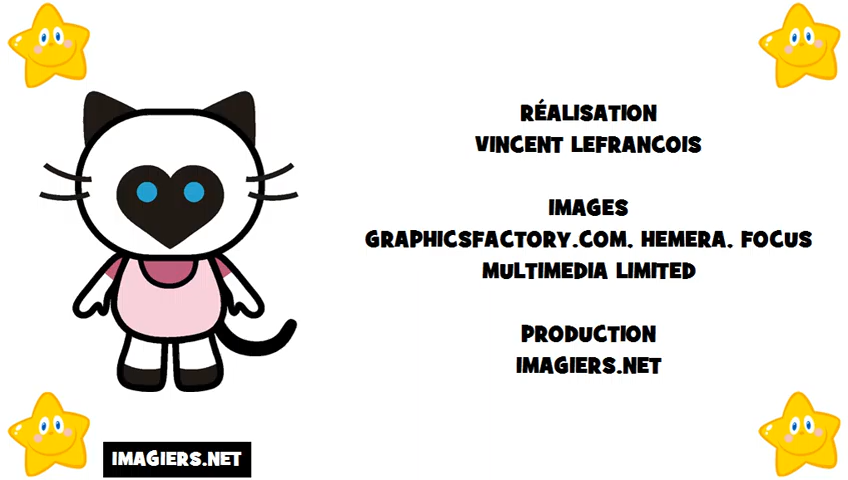 RÉALISATION
VINCENT LEFRANCOIS
IMAGES
GRAPHICSFACTORY.COM, HEMERA, FOCUS
MULTIMEDIA LIMITED
PRODUCTION
IMAGIERS.NET
IMAGIERS.NET